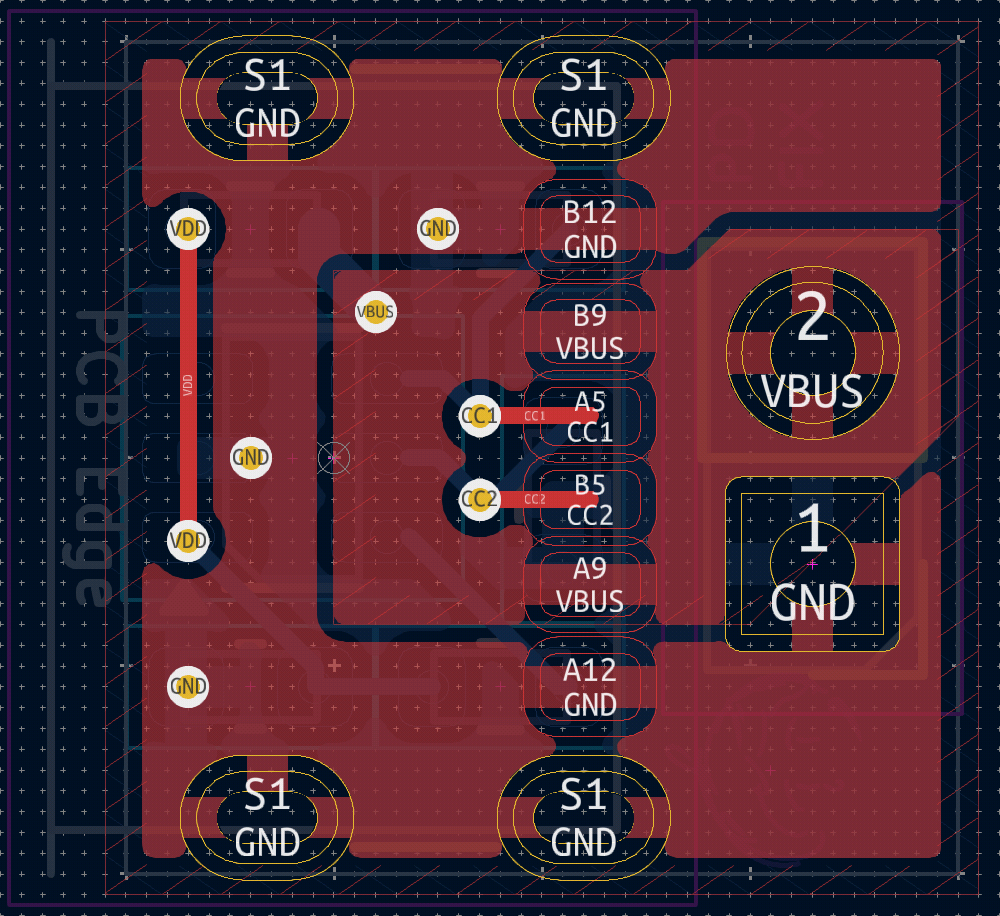 S1
GND
S1
GND
VDD
GND
B12
GND
VBUS
B9
VBUS
2
VBUS
PCB Edge
VDD
CC1
CC1
A5
CC1
GND
CC2
CC2
B5
CC2
VDD
A9
VBUS
1
GND
GND
A12
GND
S1
GND
S1
GND